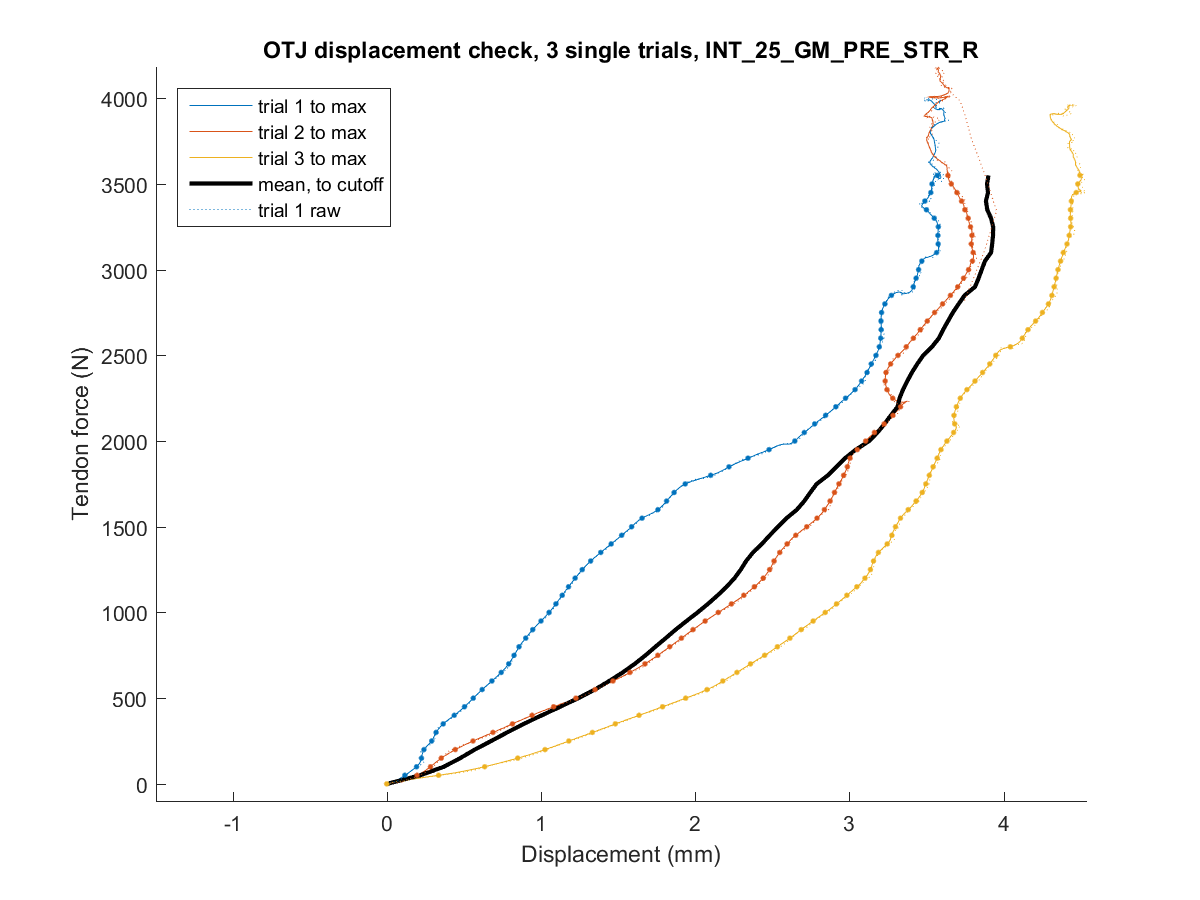 OTJ displacement check, 3 single trials, INT_25_GM_PRE_STR_R
trial 1 to max
trial 2 to max
trial 3 to max
mean, to cutoff
trial 1 raw
4000
3500
3000
2500
2000
1500
1000
500
0
Tendon force (N)
-1
0
1
2
3
4
Displacement (mm)